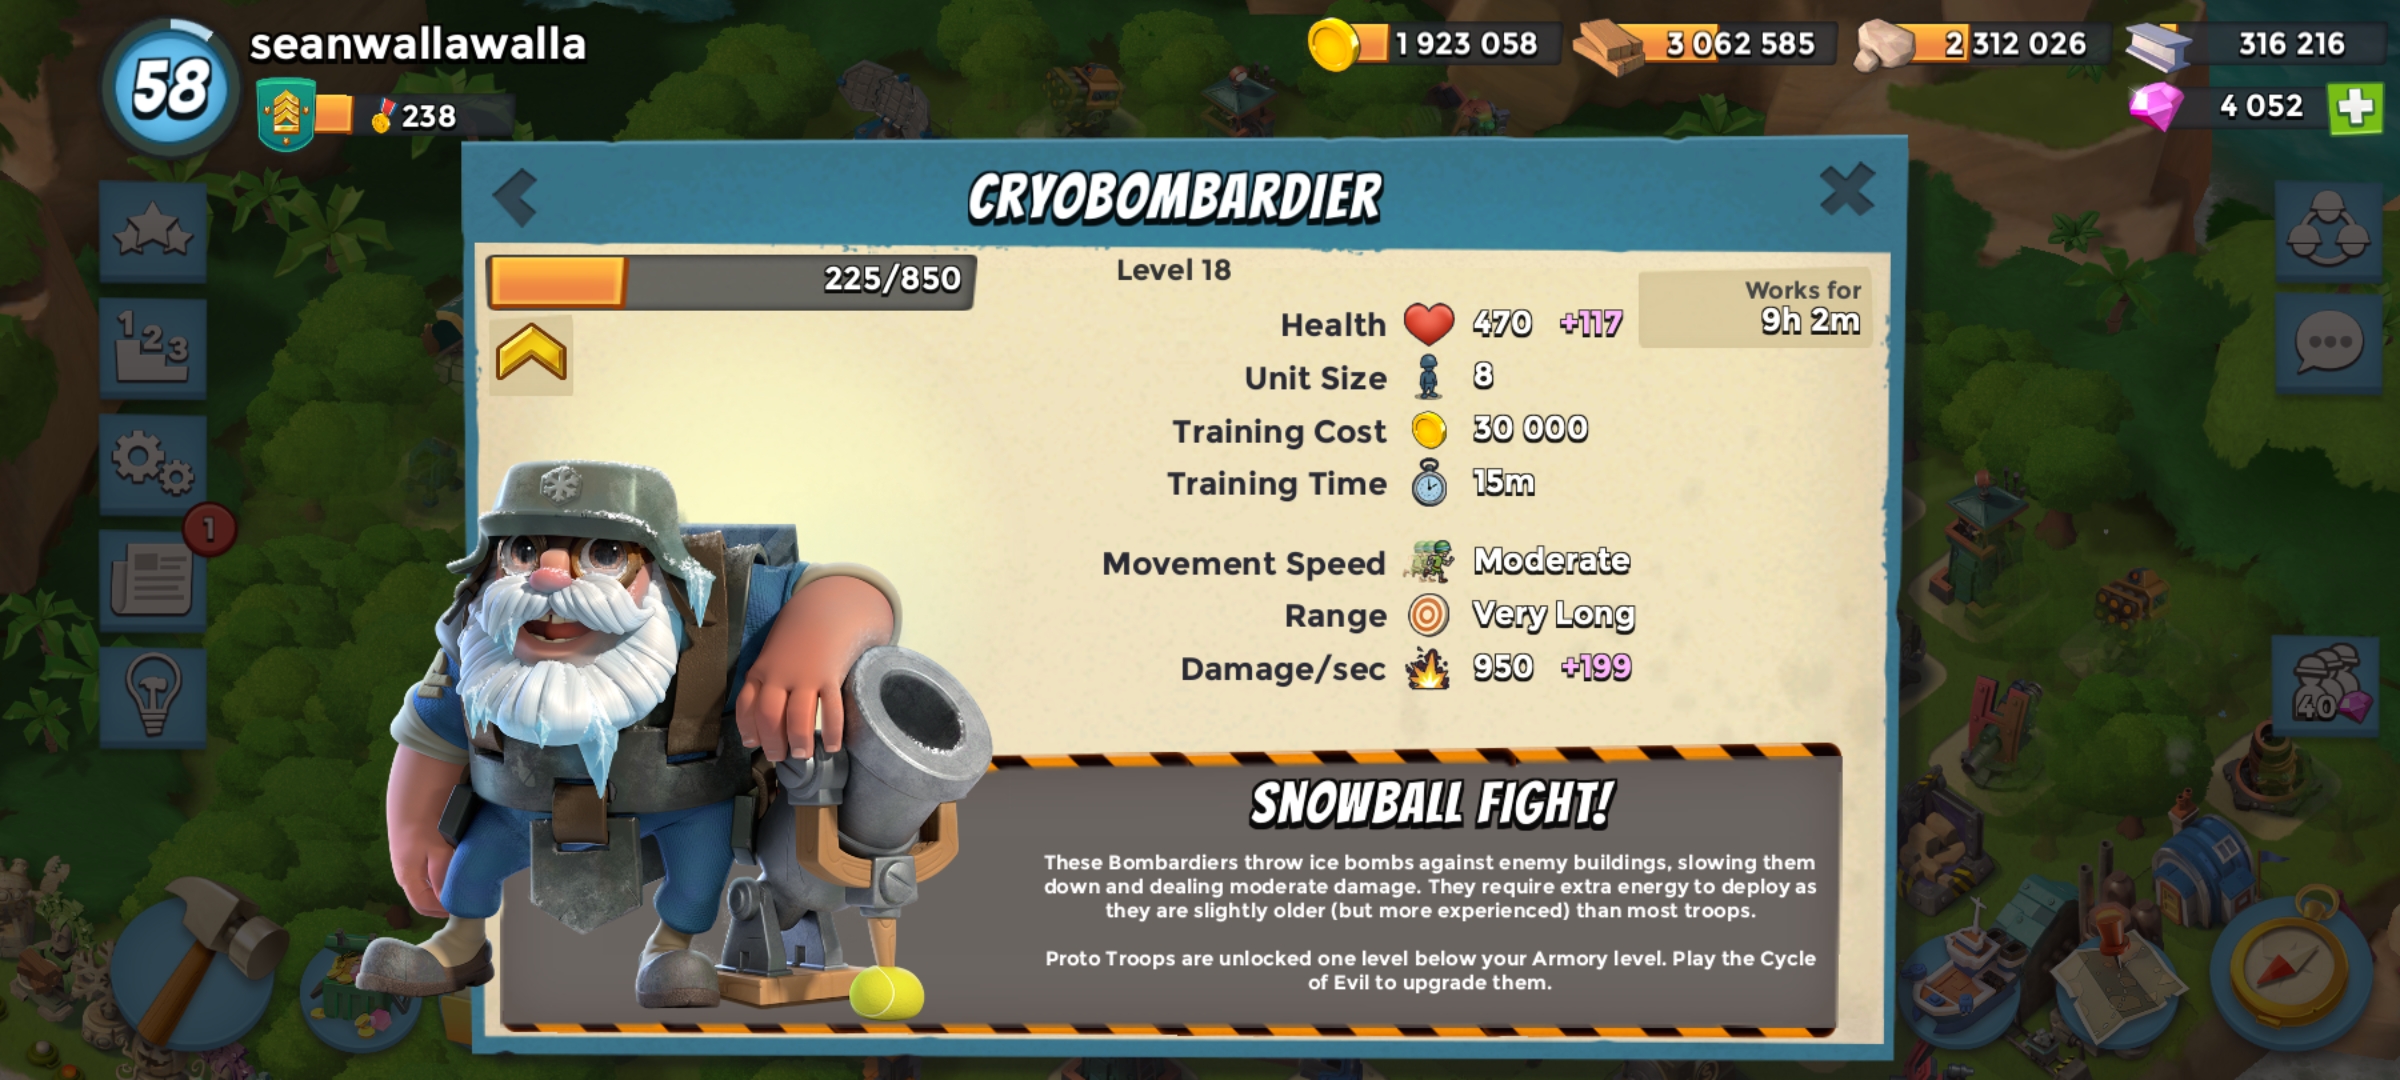 58
seanwallawalla
238
1 923 058
3 062 585
2 312 026
316 216
4 052
CRYOBOMBARDIER
225/850
Level 18
Works for
9h 2m
Health 470 +117
Unit Size 8
Training Cost 30 000
Training Time 15m
Movement Speed Moderate
Range Very Long
Damage/sec 950 +199
SNOWBALL FIGHT!
These Bombardiers throw ice bombs against enemy buildings, slowing them
down and dealing moderate damage. They require extra energy to deploy as
they are slightly older (but more experienced) than most troops.
Proto Troops are unlocked one level below your Armory level. Play the Cycle
of Evil to upgrade them.
1 2 3
1
40